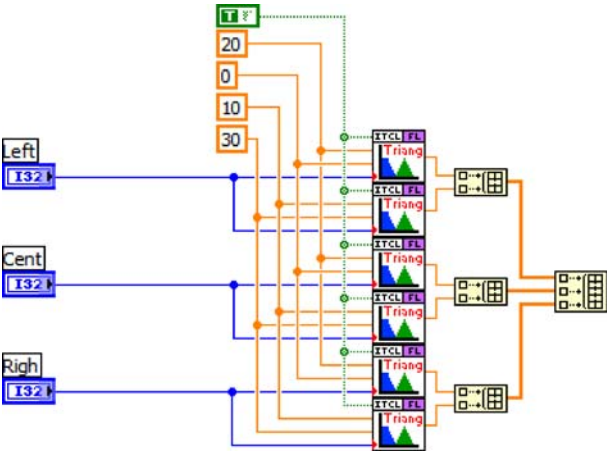 T F
20
0
10
30
ITCL FL
Triang
Left
I32
ITCL FL
Triang
ITCL FL
Triang
Cent
I32
ITCL FL
Triang
ITCL FL
Triang
Righ
I32
ITCL FL
Triang